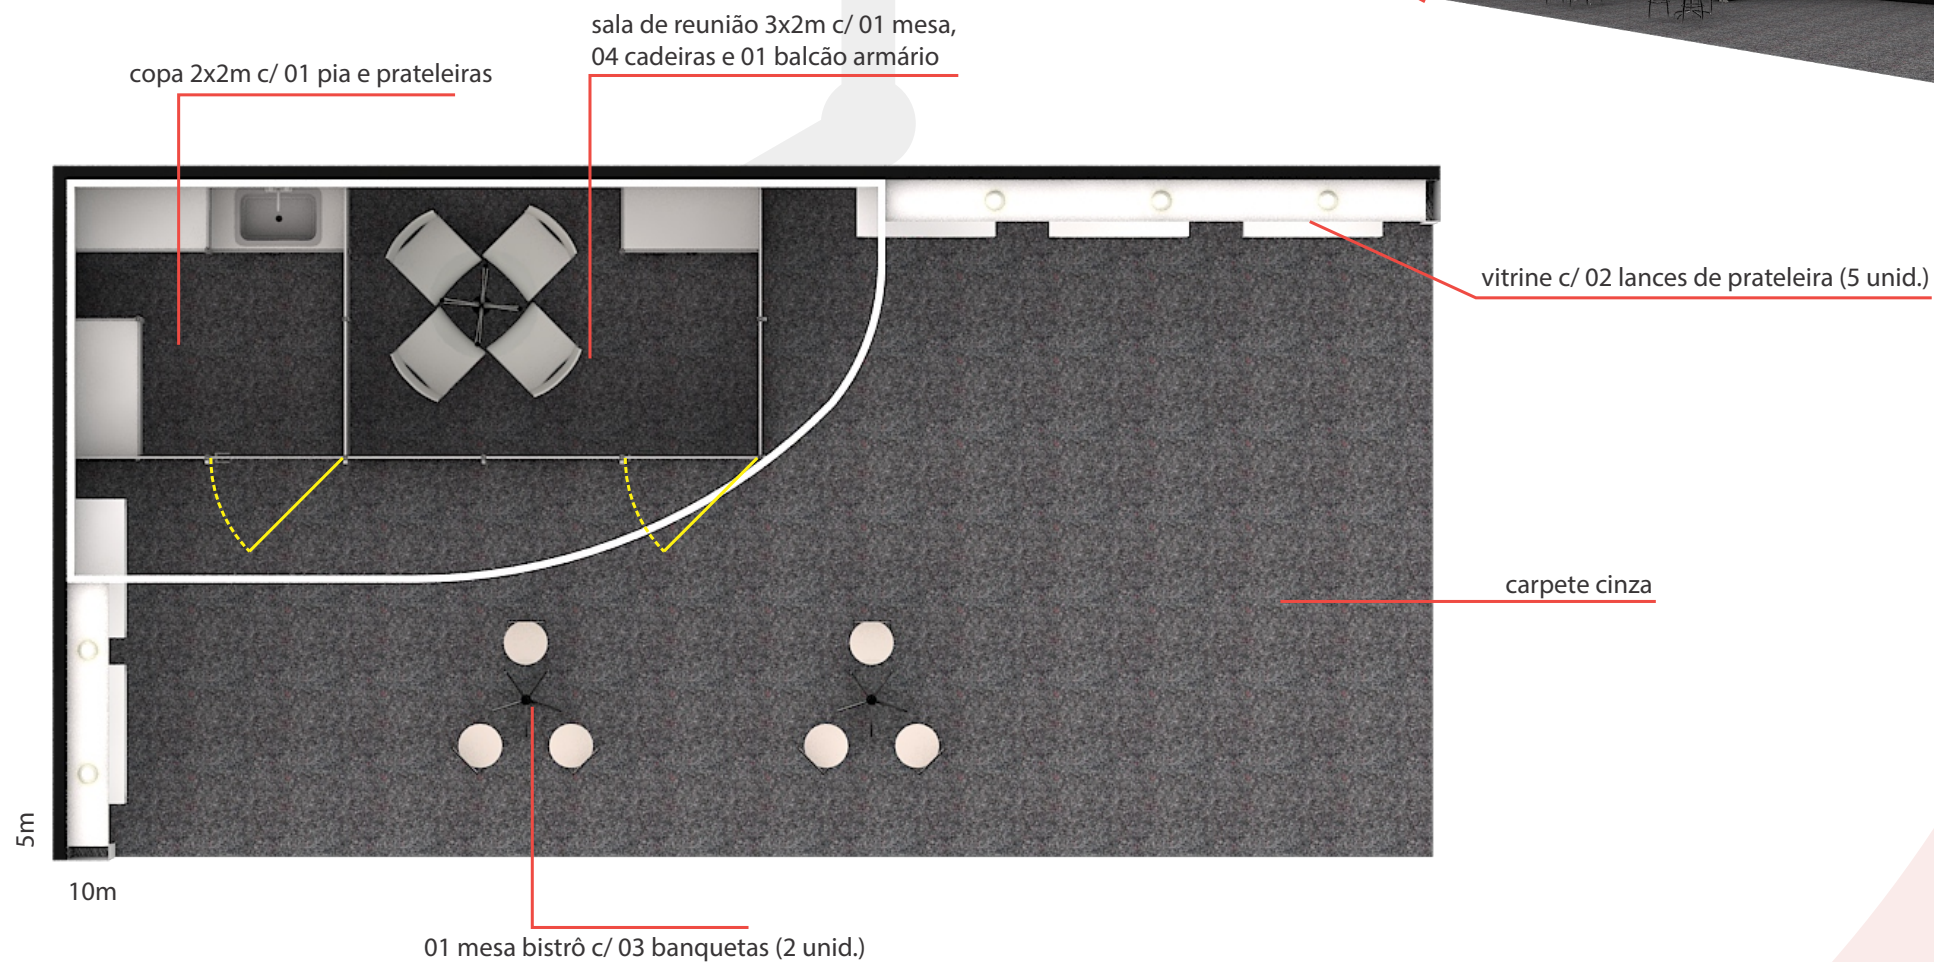 sala de reunião 3x2m c/ 01 mesa,
04 cadeiras e 01 balcão armário
copa 2x2m c/ 01 pia e prateleiras
vitrine c/ 02 lances de prateleira (5 unid.)
carpete cinza
5m
10m
01 mesa bistrô c/ 03 banquetas (2 unid.)